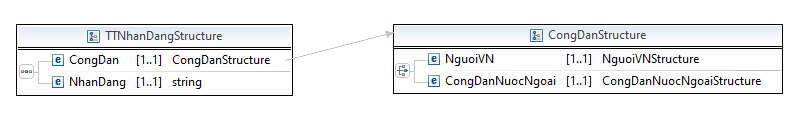 TTNhanDangStructure
e CongDan [1..1] CongDanStructure
e NhanDang [1..1] string
CongDanStructure
e NguoiVN [1..1] NguoiVNStructure
e CongDanNuocNgoai [1..1] CongDanNuocNgoaiStructure